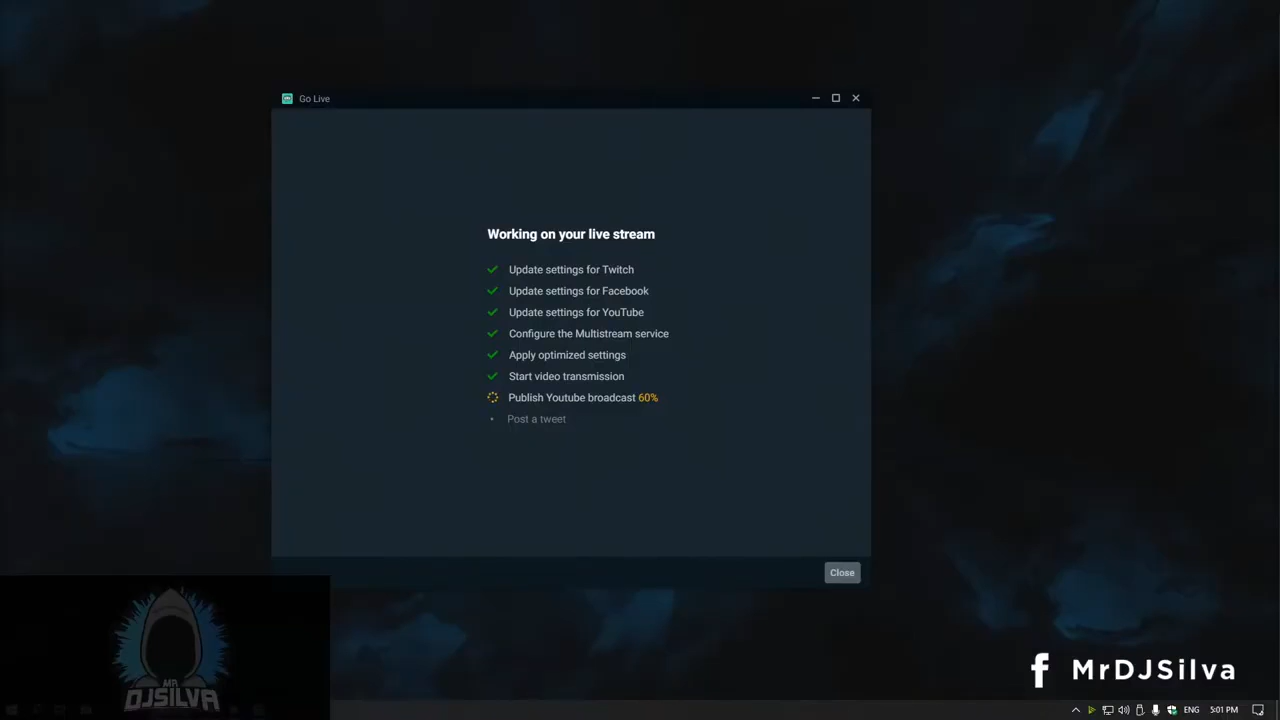 Go Live
Working on your live stream
Update settings for Twitch
Update settings for Facebook
Update settings for YouTube
Configure the Multistream service
Apply optimized settings
Start video transmission
Publish Youtube broadcast 60%
Post a tweet
Close
MR
DJSILVA
f MrDJSilva
ENG 5:01 PM